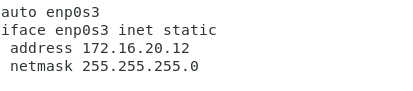 auto enp0s3
iface enp0s3 inet static
 address 172.16.20.12
 netmask 255.255.255.0